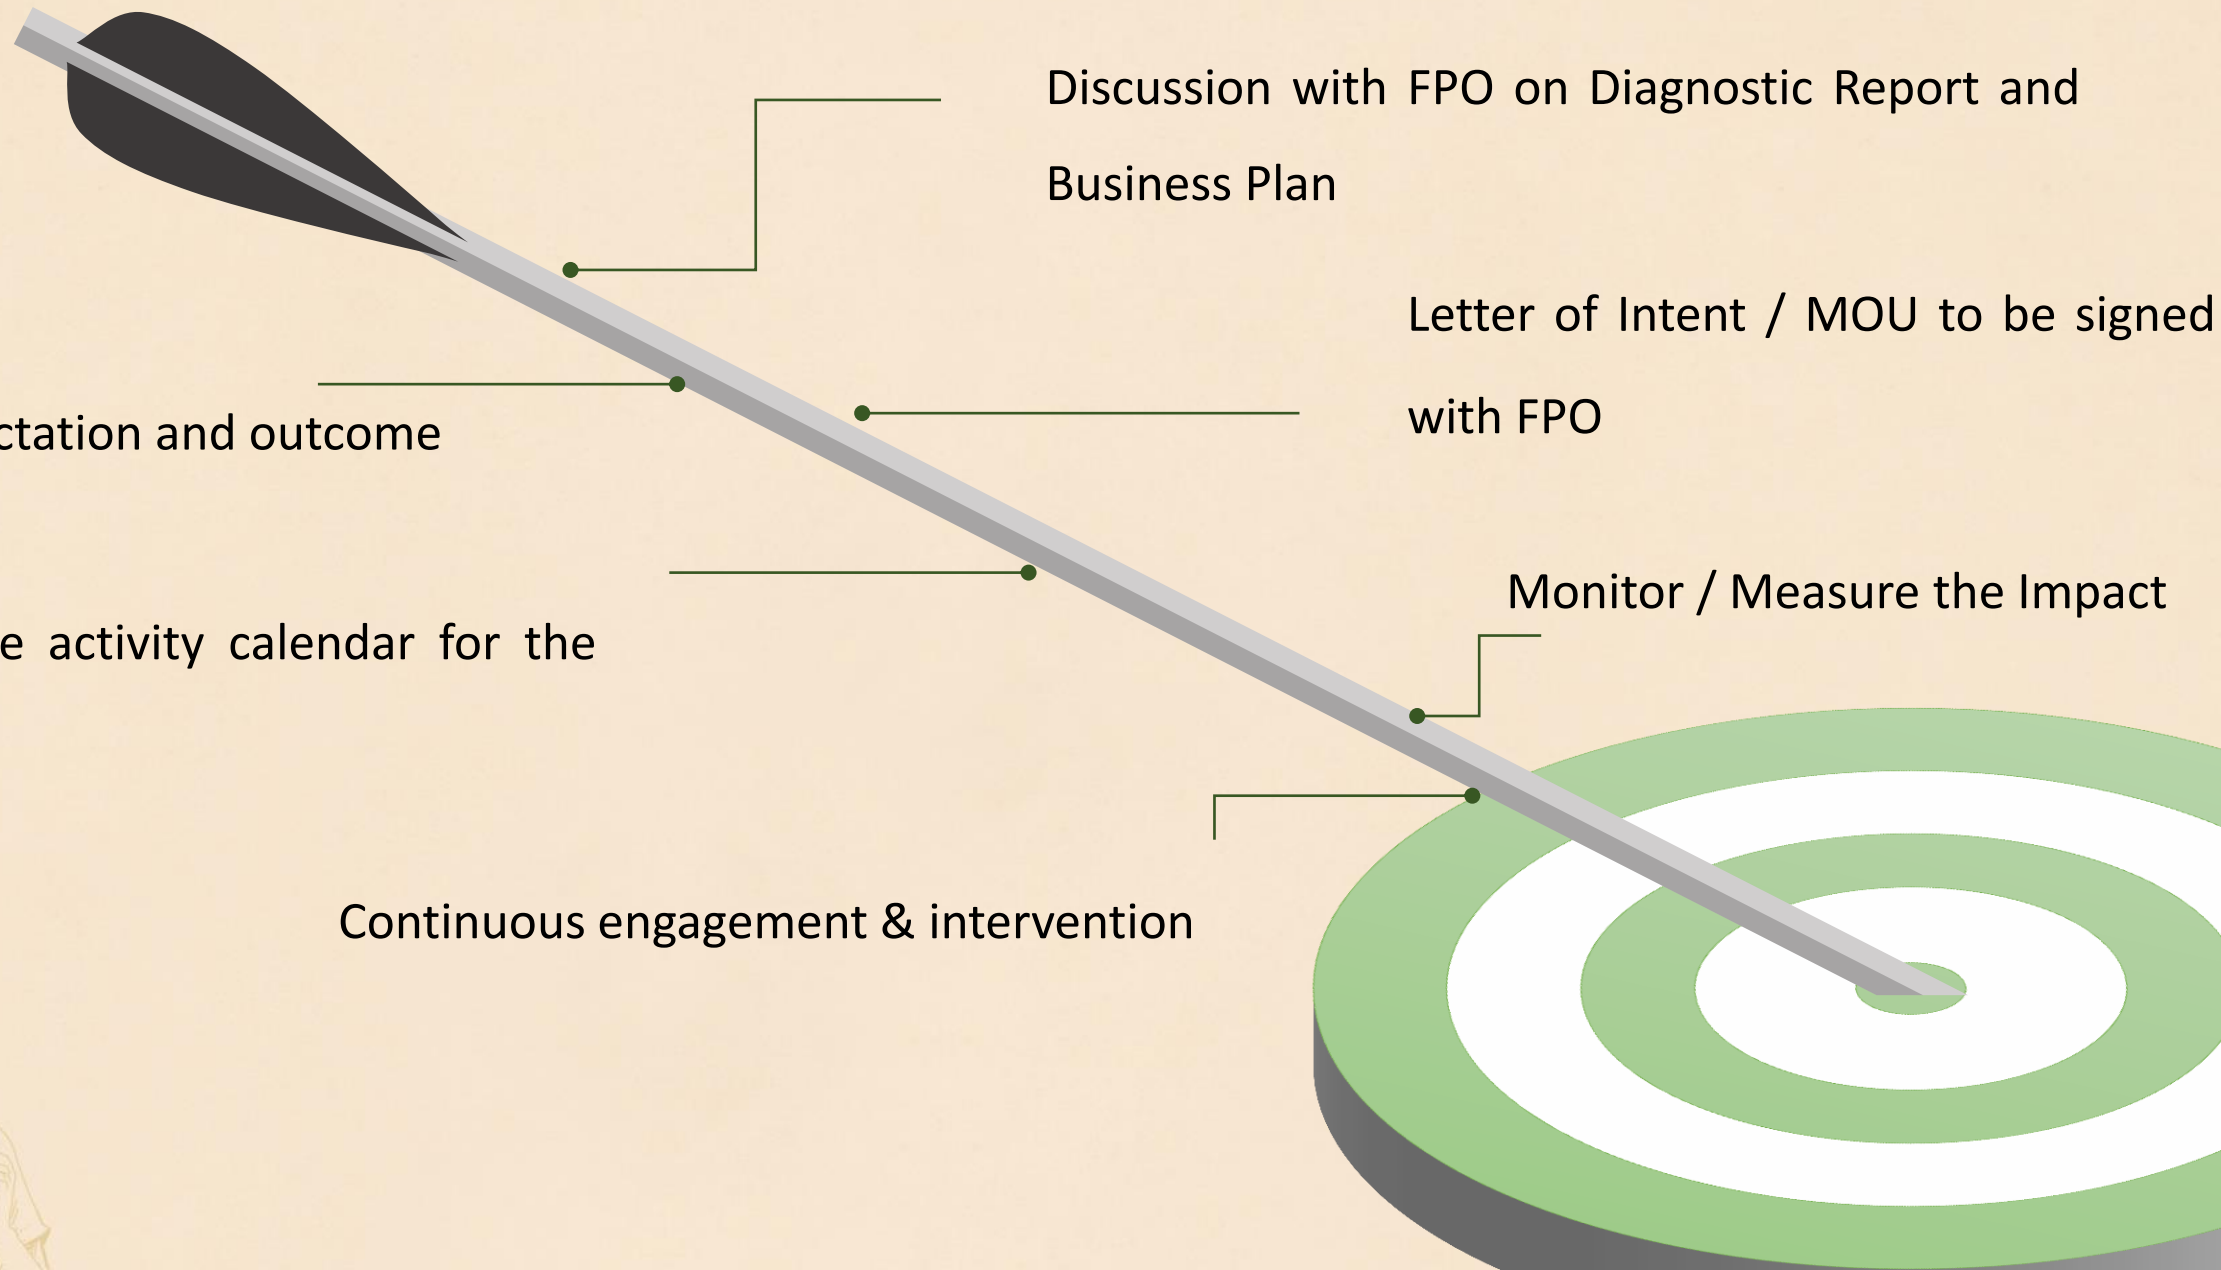 Discussion with FPO on Diagnostic Report and
Business Plan
Letter of Intent / MOU to be signed
with FPO
and outcome
activity calendar for the
Monitor / Measure the Impact
Continuous engagement & intervention